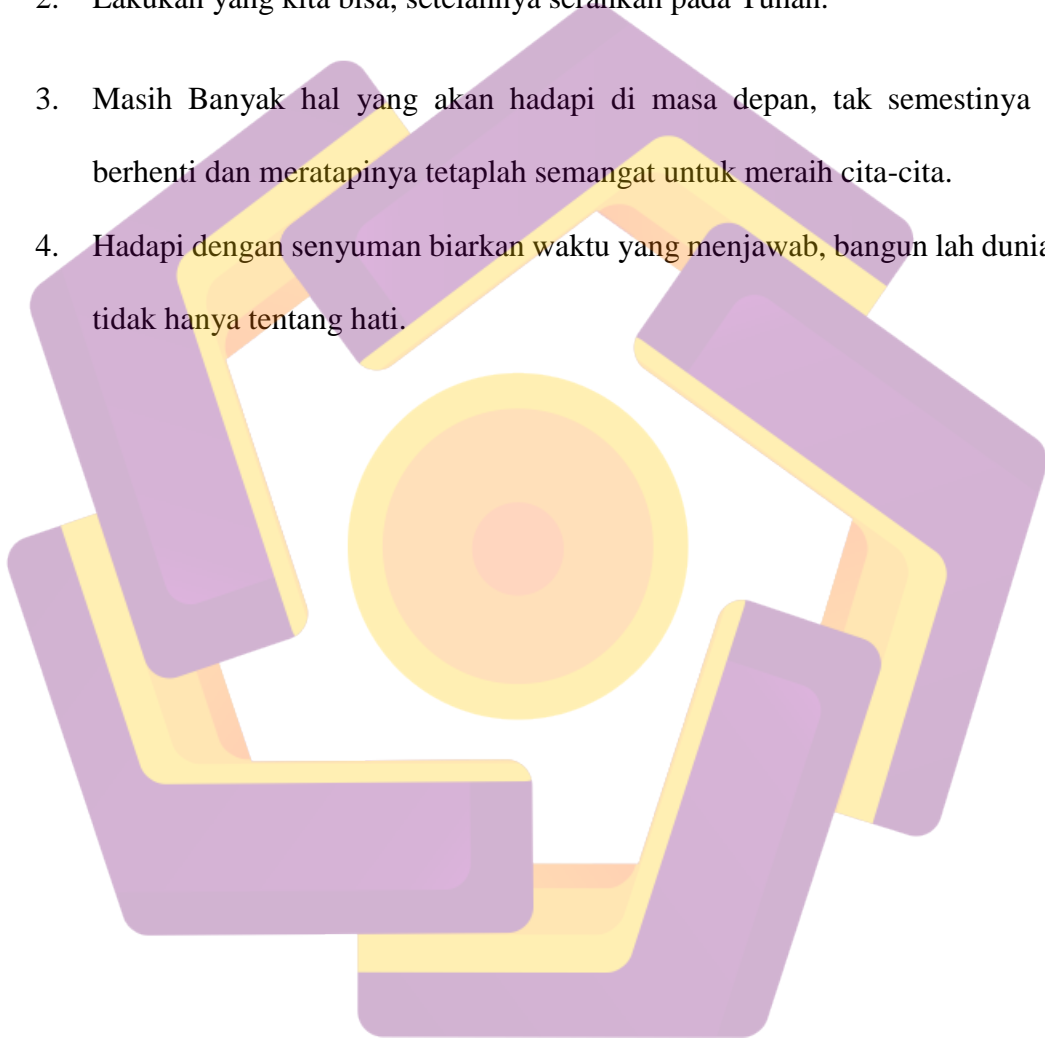 2. Lakukan yang kita bisa, setelahnya serahkan pada Tuhan.
3. Masih Banyak hal yang akan hadapi di masa depan, tak semestinya
berhenti dan meratapinya tetaplah semangat untuk meraih cita-cita.
4. Hadapi dengan senyuman biarkan waktu yang menjawab, bangun lah dunia
tidak hanya tentang hati.